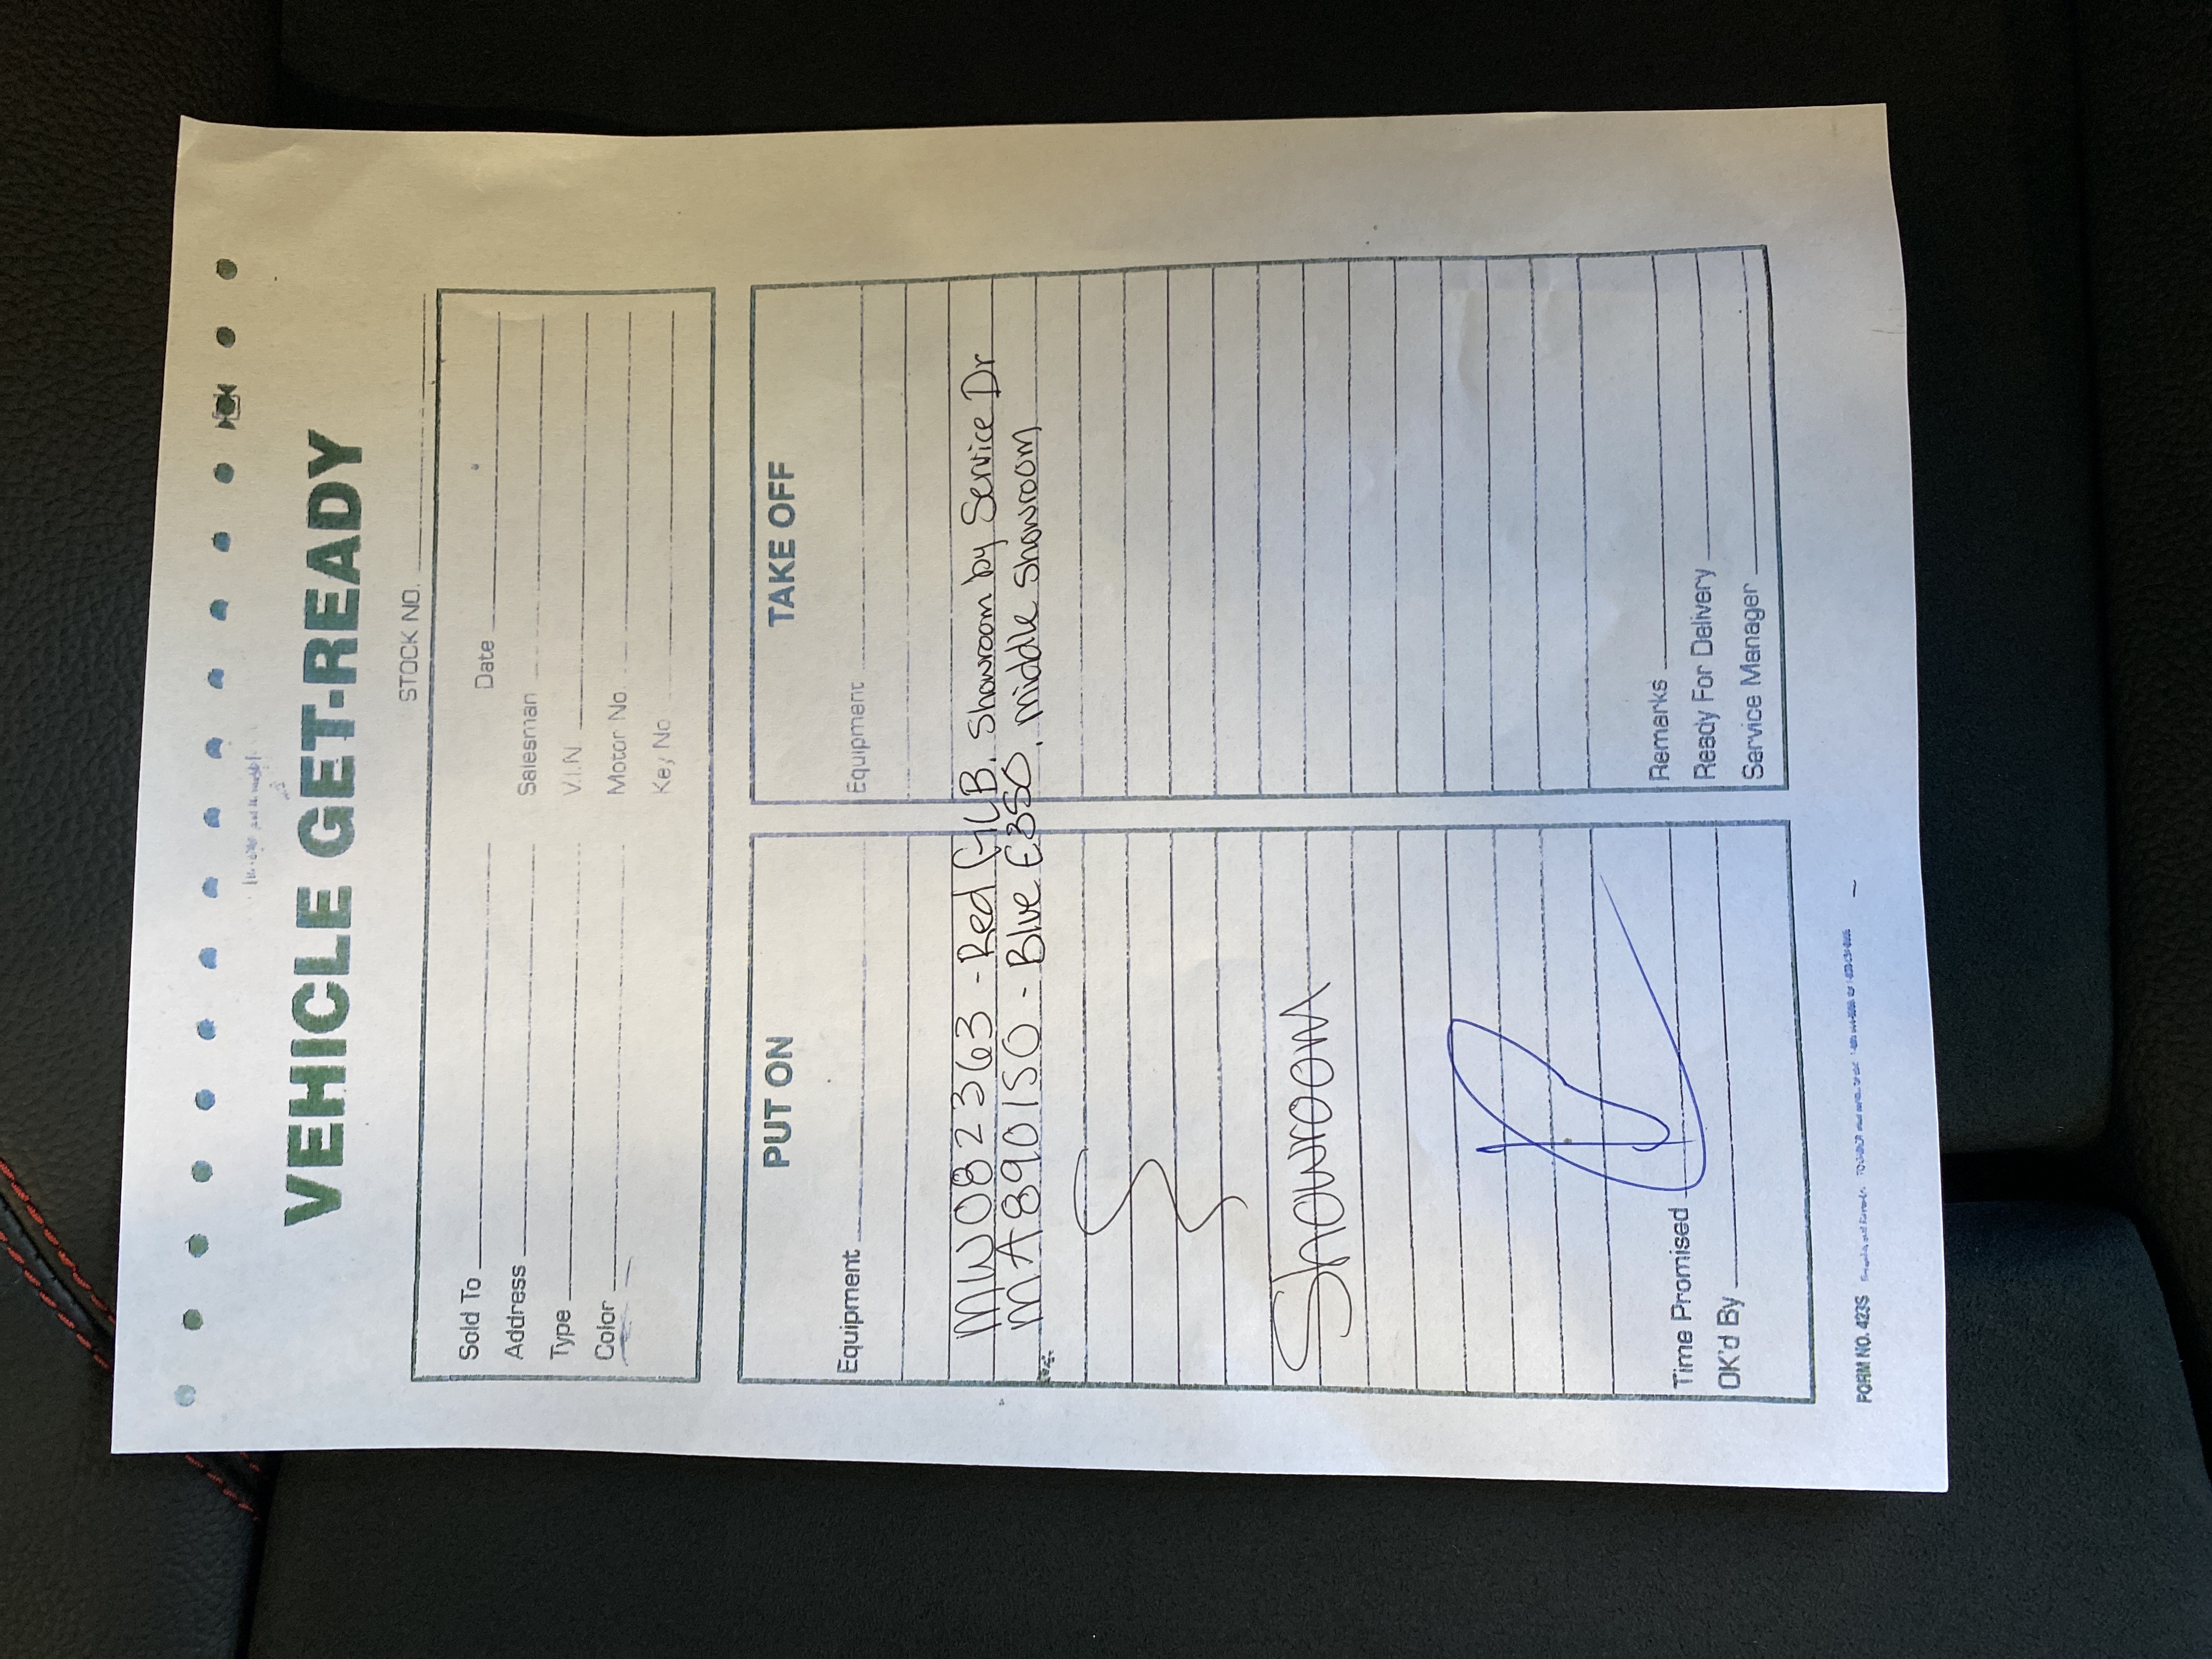 VEHICLE GET-READY
STOCK NO.
Sold To Date
Address Salesman
Type V.I.N.
Color Motor No
Key No
PUT ON TAKE OFF
Equipment Equipment
MW082363 - Red GLB. Showroom by Service Dr
MA890150 - Blue E350. Middle Showroom
Showroom
Time Promised Remarks
OK'd By Ready For Delivery
Service Manager
FORM NO. 423S